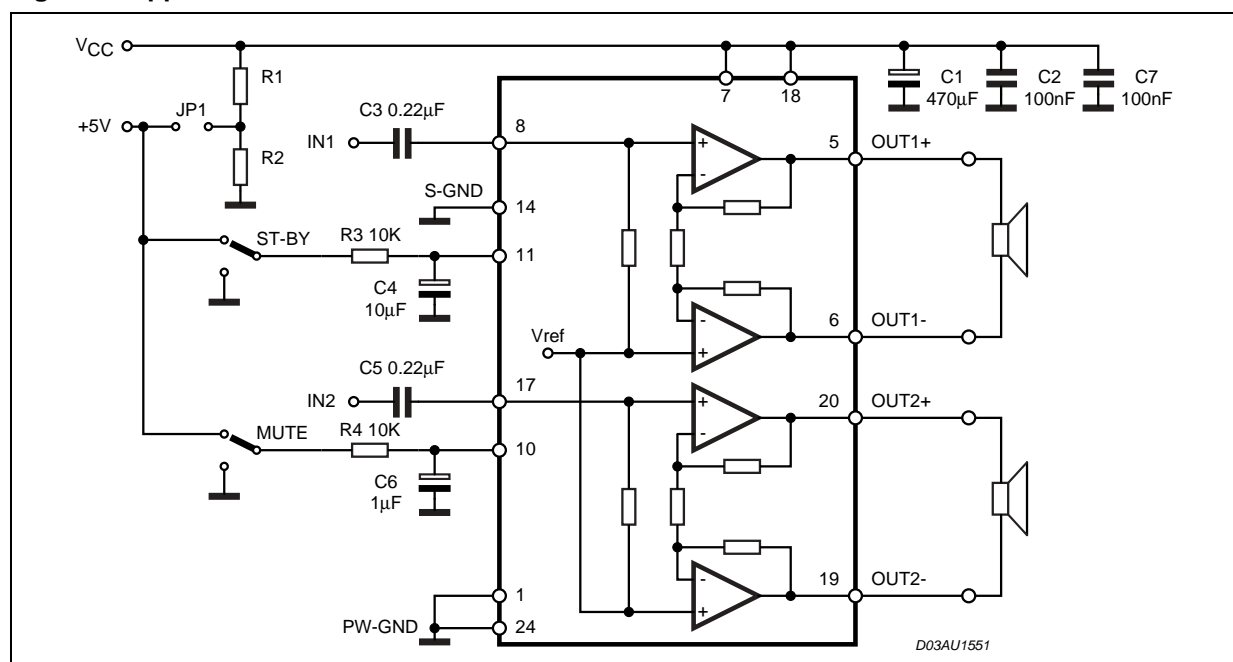 VCC
R1
JP1
+5V
R2
C3 0.22μF
IN1
8
S-GND
14
ST-BY
R3 10K
11
C4
10μF
Vref
C5 0.22μF
IN2
17
MUTE
R4 10K
10
C6
1μF
1
PW-GND
24
7
18
C1
470μF
C2
100nF
C7
100nF
+
-
5
OUT1+
-
+
6
OUT1-
+
-
20
OUT2+
-
+
19
OUT2-
D03AU1551